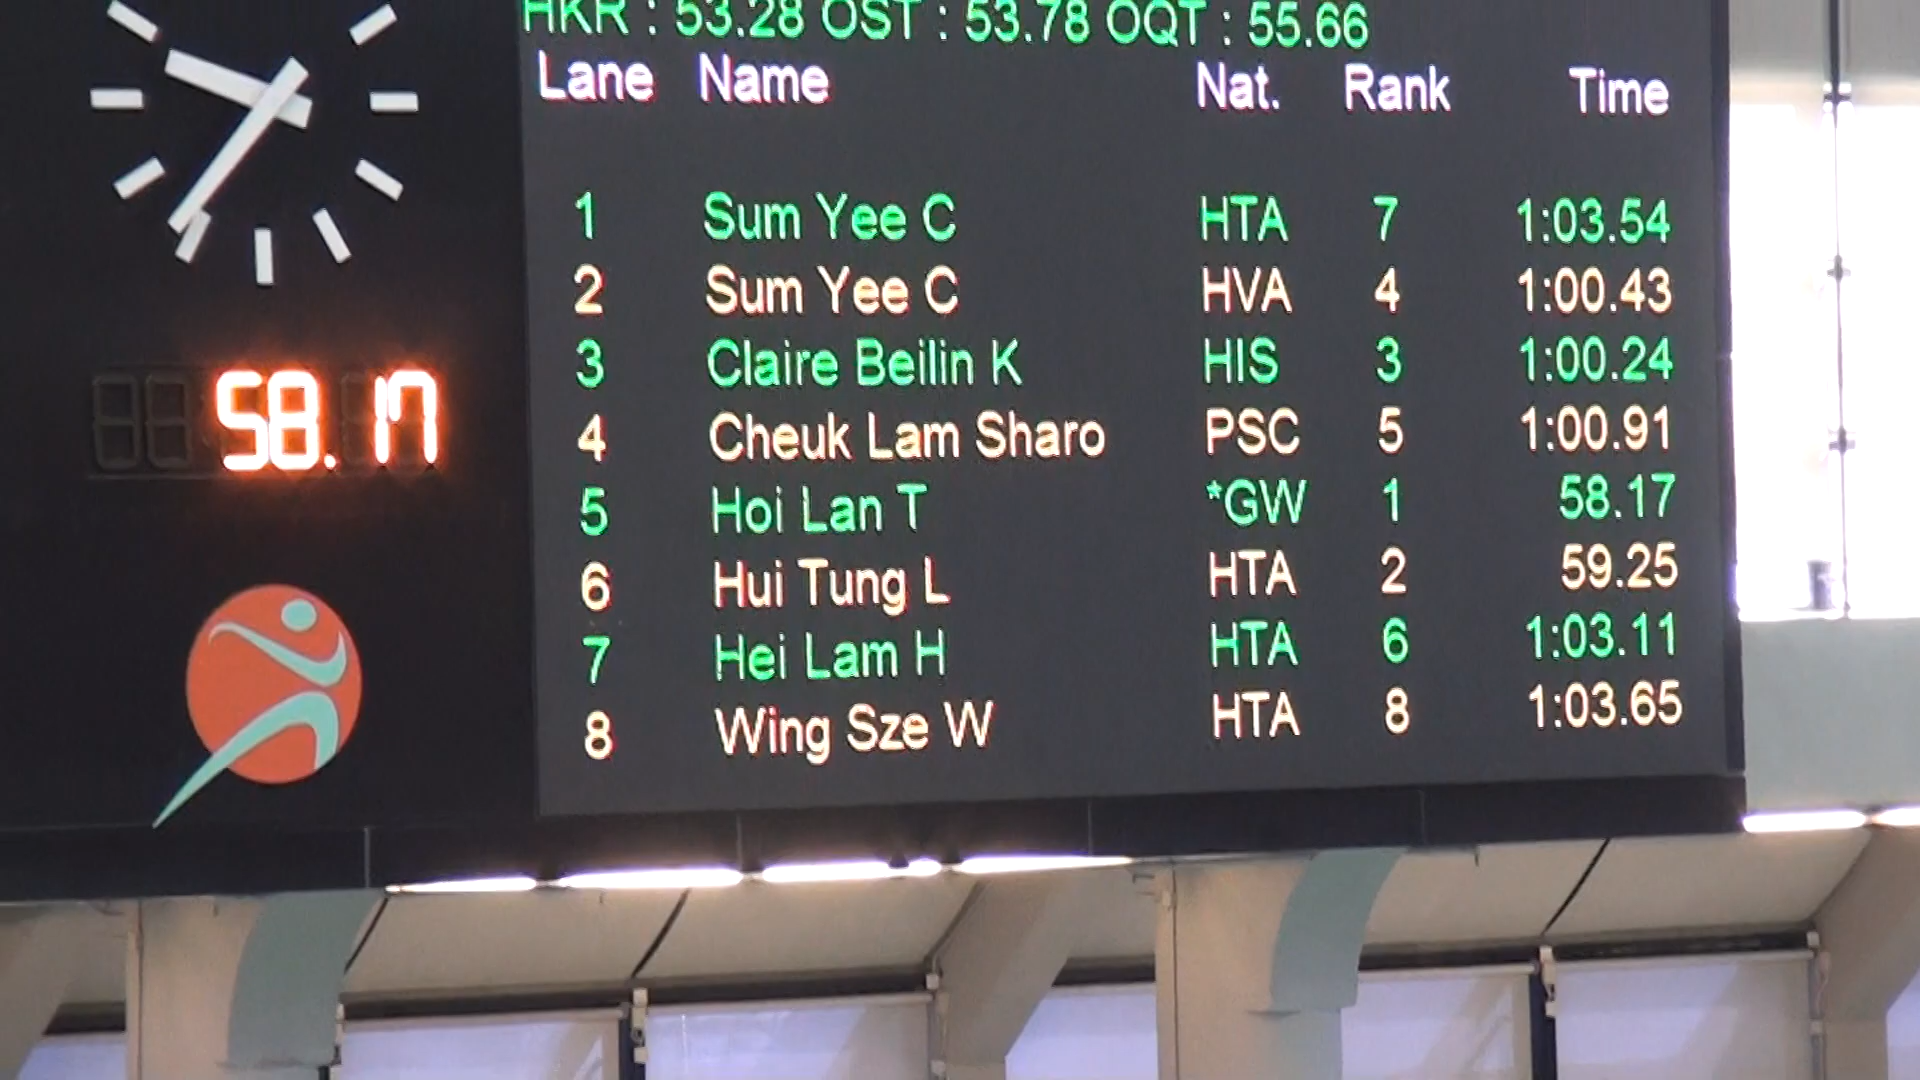 HKR : 53.28 OST : 53.78 OQT : 55.66
Lane Name Nat. Rank Time
1 Sum Yee C HTA 7 1:03.54
2 Sum Yee C HVA 4 1:00.43
3 Claire Beilin K HIS 3 1:00.24
4 Cheuk Lam Sharo PSC 5 1:00.91
5 Hoi Lan T *GW 1 58.17
6 Hui Tung L HTA 2 59.25
7 Hei Lam H HTA 6 1:03.11
8 Wing Sze W HTA 8 1:03.65
58.17